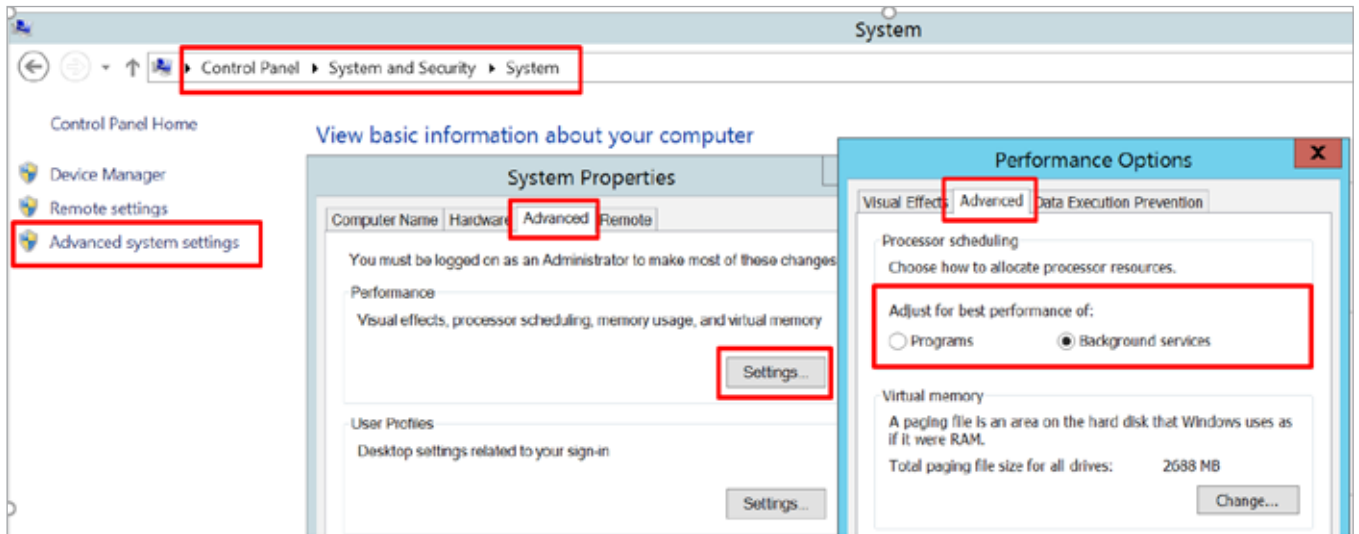 System
Control Panel System and Security System
Control Panel Home
Device Manager
Remote settings
Advanced system settings
View basic information about your computer
System Properties
Computer Name Hardware Advanced Remote
You must be logged on as an Administrator to make most of these changes
Performance
Visual effects, processor scheduling, memory usage, and virtual memory
Settings...
User Profiles
Desktop settings related to your sign-in
Settings...
Performance Options
X
Visual Effects Advanced Data Execution Prevention
Processor scheduling
Choose how to allocate processor resources.
Adjust for best performance of:
Programs Background services
Virtual memory
A paging file is an area on the hard disk that Windows uses as
if it were RAM.
Total paging file size for all drives: 2688 MB
Change...